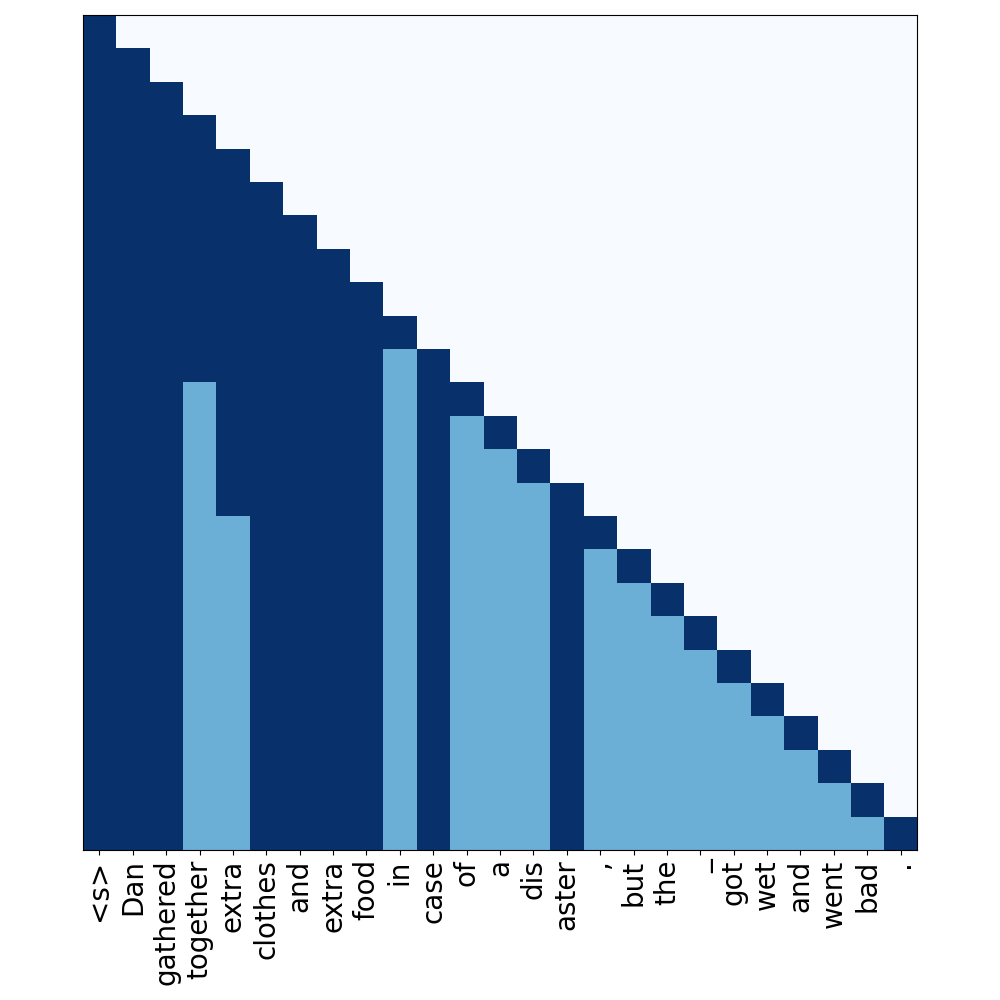 <s> Dan gathered together extra clothes and extra food in case of a dis aster , but the _ got wet and went bad .